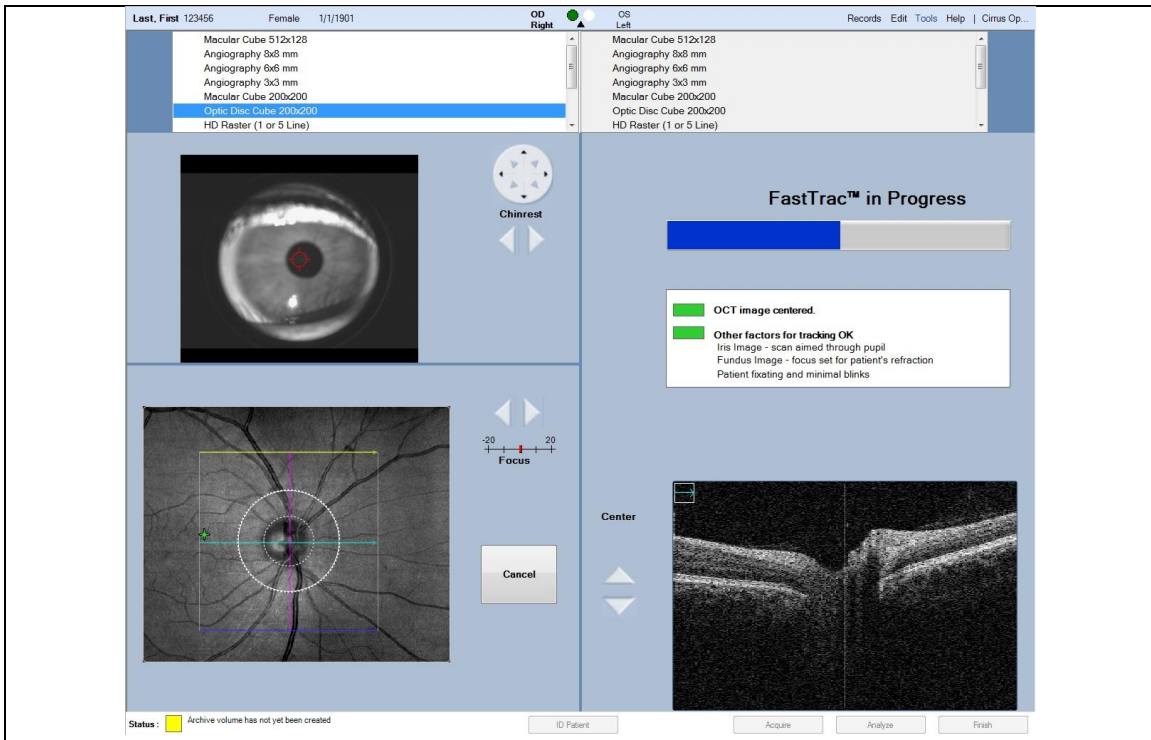 Last, First 123456 Female 1/1/1901 OD Right OS Left Records Edit Tools Help | Cirrus Op...
Macular Cube 512x128
Angiography 8x8 mm
Angiography 6x6 mm
Angiography 3x3 mm
Macular Cube 200x200
Optic Disc Cube 200x200
HD Raster (1 or 5 Line)
Macular Cube 512x128
Angiography 8x8 mm
Angiography 6x6 mm
Angiography 3x3 mm
Macular Cube 200x200
Optic Disc Cube 200x200
HD Raster (1 or 5 Line)
Chinrest
FastTrac™ in Progress
OCT image centered.
Other factors for tracking OK
Iris Image - scan aimed through pupil
Fundus Image - focus set for patient's refraction
Patient fixating and minimal blinks
-20 20
Focus
Center
Cancel
Status : Archive volume has not yet been created
ID Patient Acquire Analyze Finish